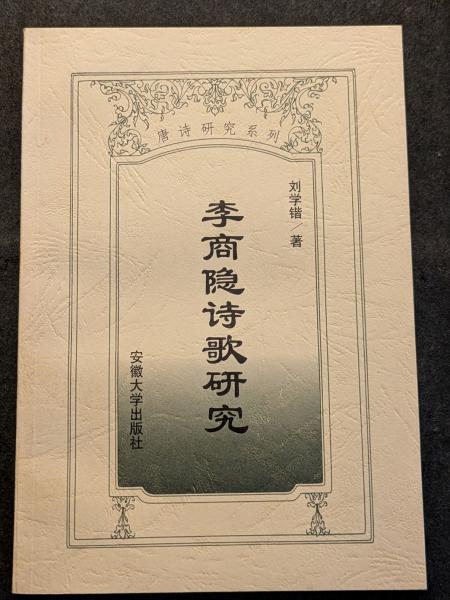 唐诗研究系列
刘学锴／著
李商隐诗歌研究
安徽大学出版社